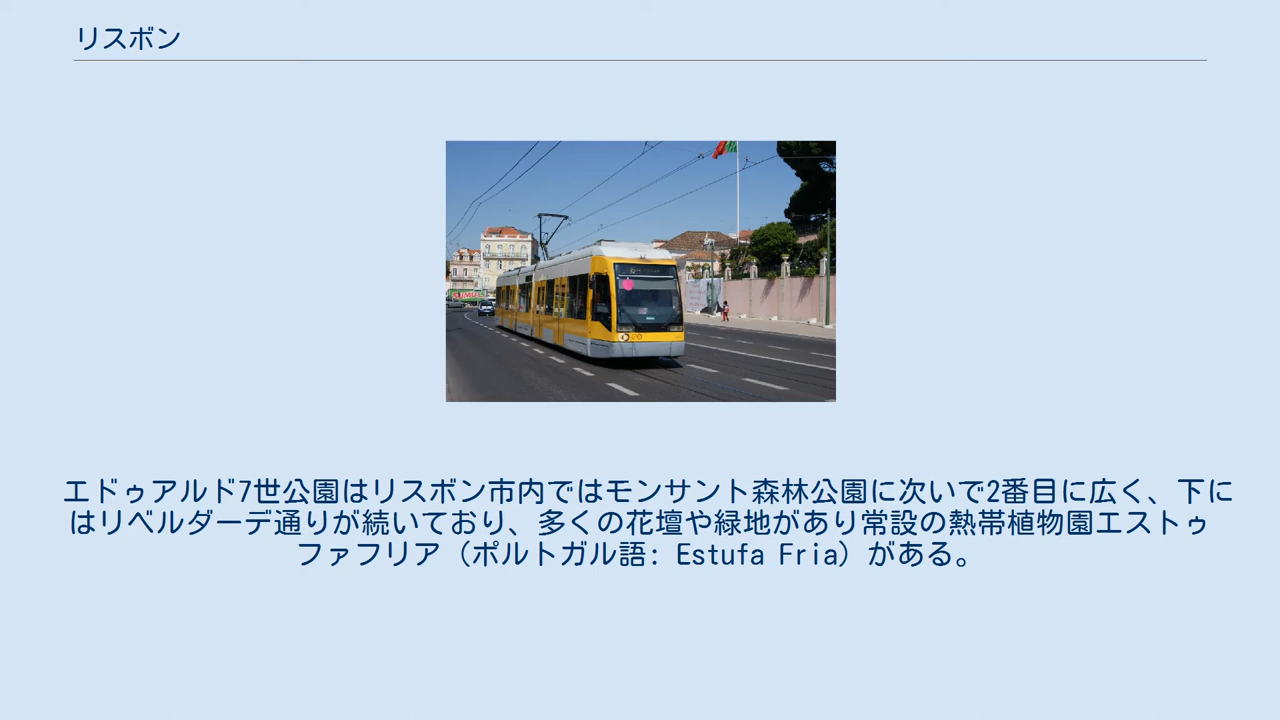 リスボン
エドゥアルド7世公園はリスボン市内ではモンサント森林公園に次いで2番目に広く、下に
はリベルダーデ通りが続いており、多くの花壇や緑地があり常設の熱帯植物園エストゥ
ファフリア（ポルトガル語: Estufa Fria）がある。